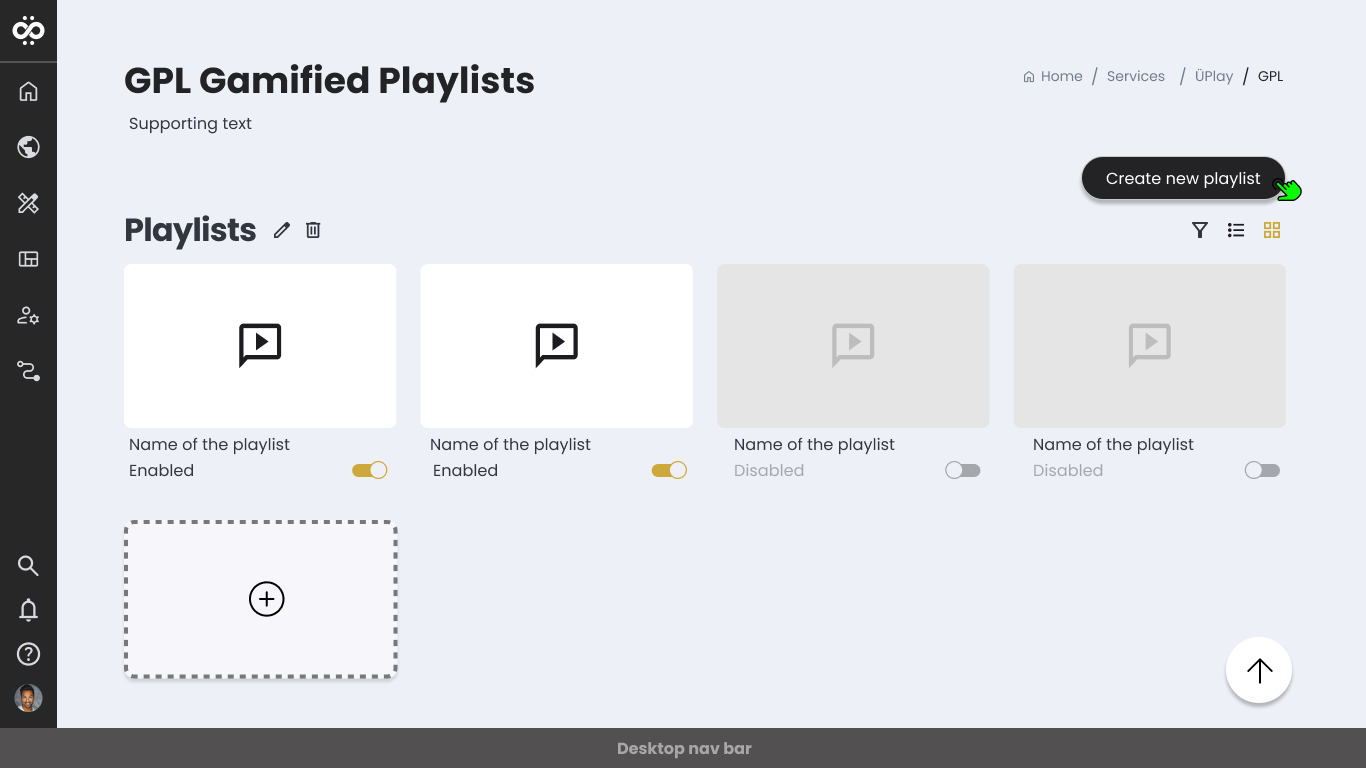 GPL Gamified Playlists
Home / Services / ÜPlay / GPL
Supporting text
Create new playlist
Playlists
Name of the playlist
Enabled
Name of the playlist
Enabled
Name of the playlist
Disabled
Name of the playlist
Disabled
Desktop nav bar